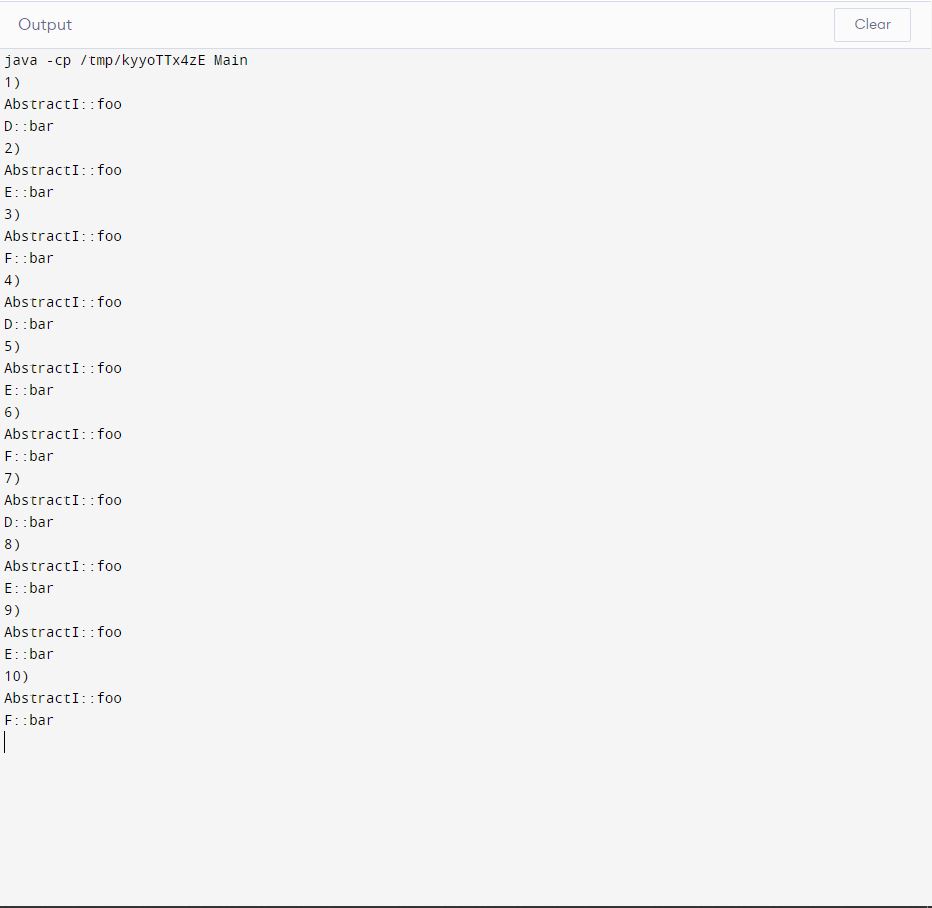 Output
Clear
java -cp /tmp/kyyoTTx4zE Main
1)
AbstractI::foo
D::bar
2)
AbstractI::foo
E::bar
3)
AbstractI::foo
F::bar
4)
AbstractI::foo
D::bar
5)
AbstractI::foo
E::bar
6)
AbstractI::foo
F::bar
7)
AbstractI::foo
D::bar
8)
AbstractI::foo
E::bar
9)
AbstractI::foo
E::bar
10)
AbstractI::foo
F::bar